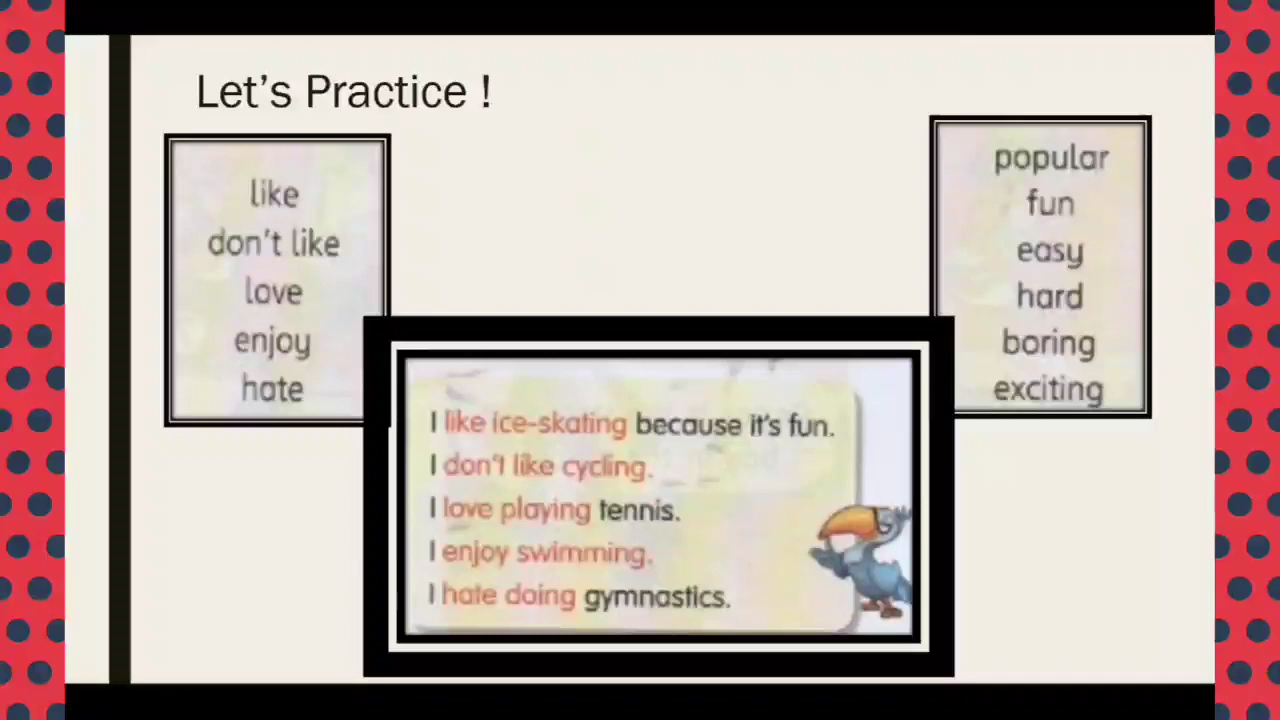 Let's Practice !
like
don't like
love
enjoy
hate
popular
fun
easy
hard
boring
exciting
I like ice-skating because it's fun.
I don't like cycling.
I love playing tennis.
I enjoy swimming.
I hate doing gymnastics.